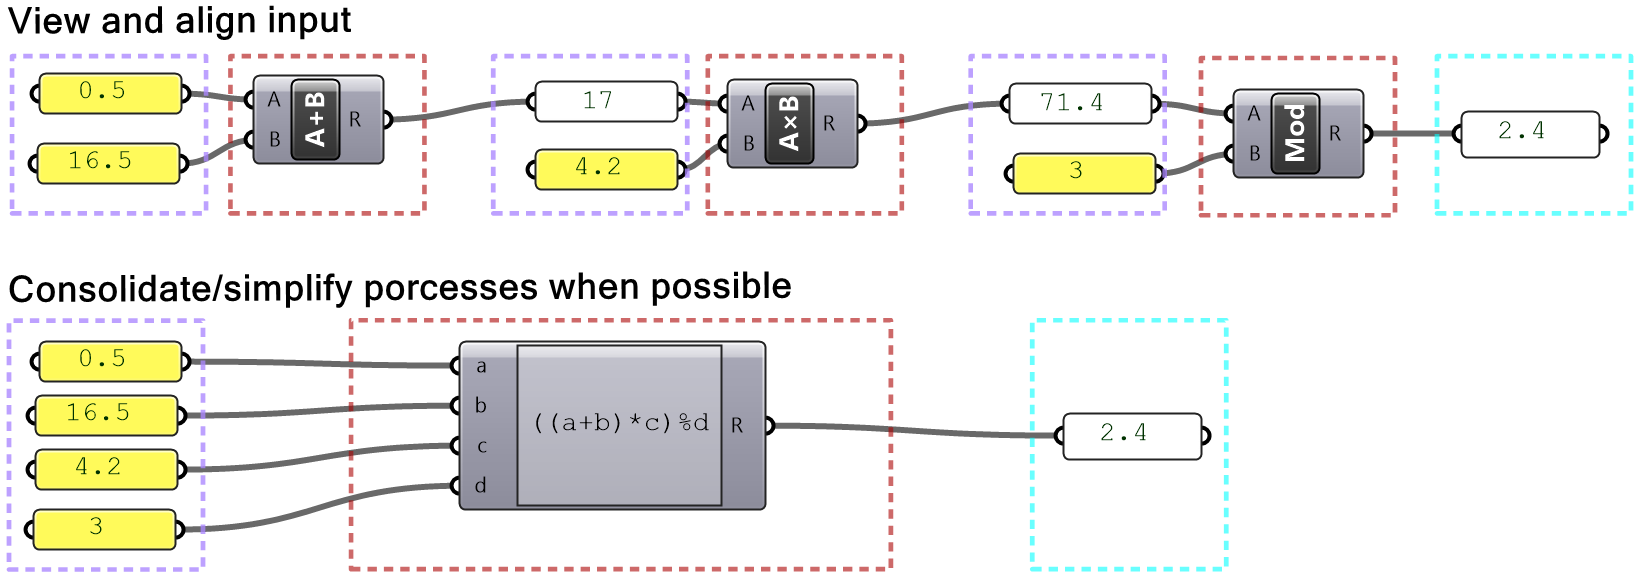 View and align input
0.5
16.5
A
B
A+B
R
17
4.2
A
B
A×B
R
71.4
3
A
B
Mod
R
2.4
Consolidate/simplify porcesses when possible
0.5
16.5
4.2
3
a
b
c
d
((a+b)*c)%d
R
2.4